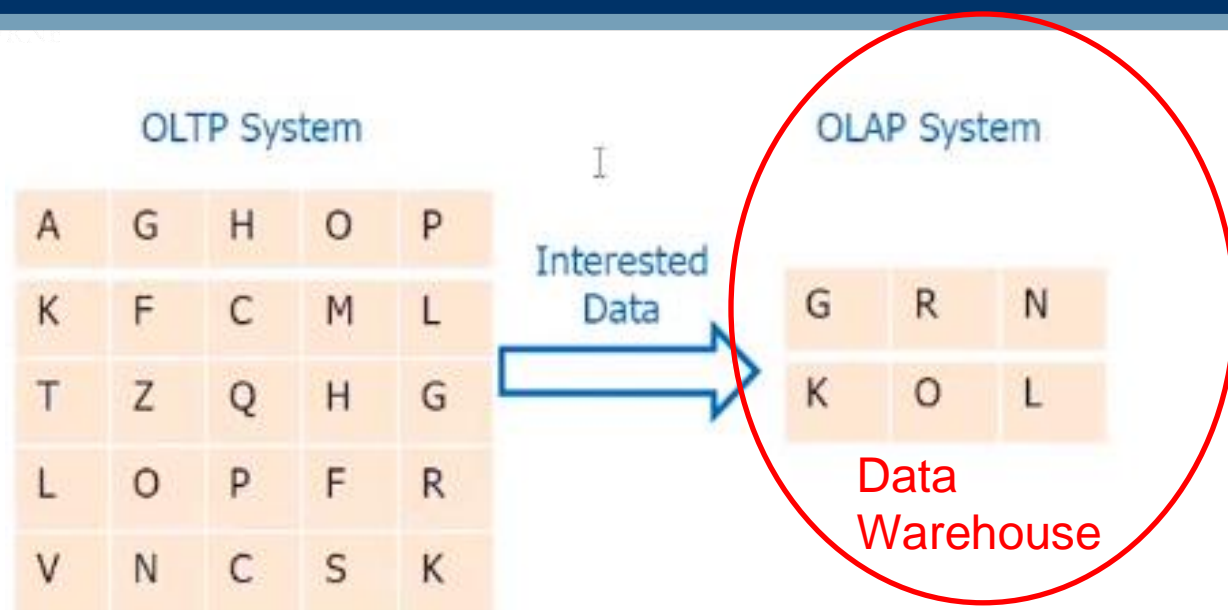 OLTP System
OLAP System
A G H O P
K F C M L
T Z Q H G
L O P F R
V N C S K
Interested
Data
G R N
K O L
Data
Warehouse